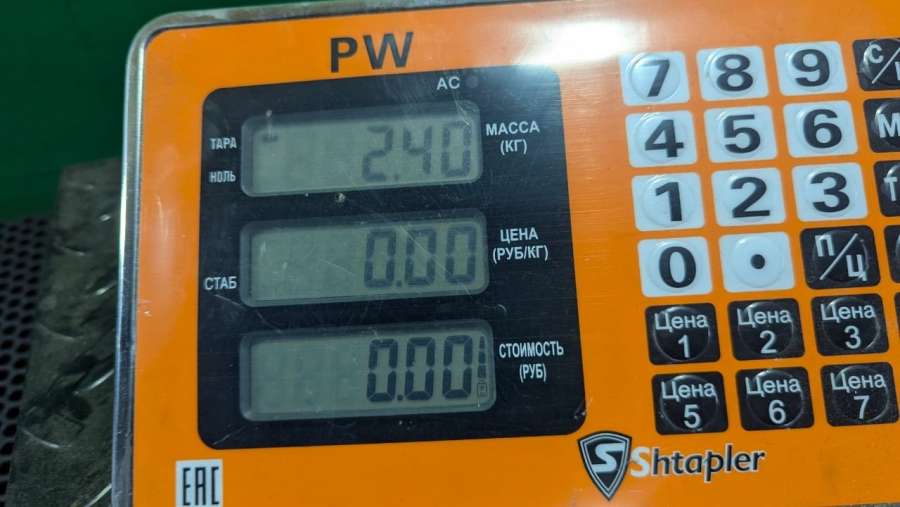 PW
AC
ТАРА
НОЛЬ
2.40
МАССА
(КГ)
СТАБ
0.00
ЦЕНА
(РУБ/КГ)
0.00
СТОИМОСТЬ
(РУБ)
7 8 9
4 5 6 M
1 2 3
0 • П/Ц
Цена 1 Цена 2 Цена 3
Цена 5 Цена 6 Цена 7
EAC
S Shtapler